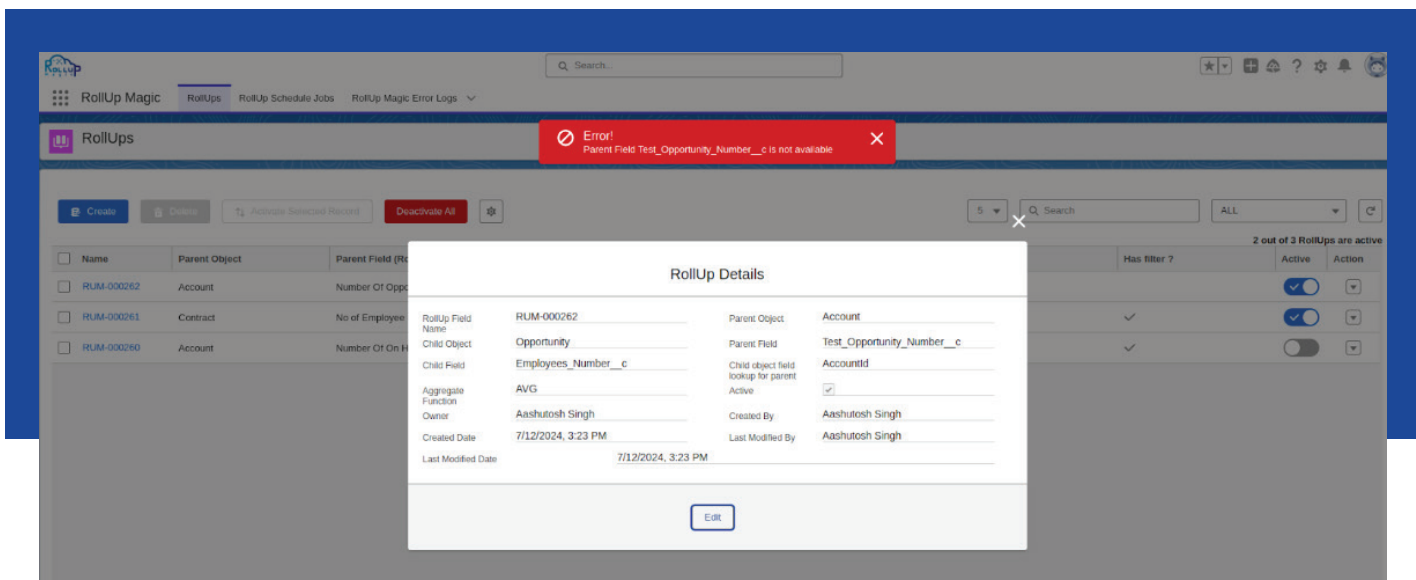 RollUp
Search...
RollUp Magic RollUps RollUp Schedule Jobs RollUp Magic Error Logs
RollUps
Error!
Parent Field Test_Opportunity_Number__c is not available
Create Delete Activate Selected Record Deactivate All 5 Search ALL
2 out of 3 RollUps are active
Name Parent Object Parent Field (Ro Has filter ? Active Action
RUM-000262 Account Number Of Oppo
RUM-000261 Contract No of Employee
RUM-000260 Account Number Of On H
RollUp Details
RollUp Field Name RUM-000262 Parent Object Account
Child Object Opportunity Parent Field Test_Opportunity_Number__c
Child Field Employees_Number__c Child object field lookup for parent AccountId
Aggregate Function AVG Active
Owner Aashutosh Singh Created By Aashutosh Singh
Created Date 7/12/2024, 3:23 PM Last Modified By Aashutosh Singh
Last Modified Date 7/12/2024, 3:23 PM
Edit